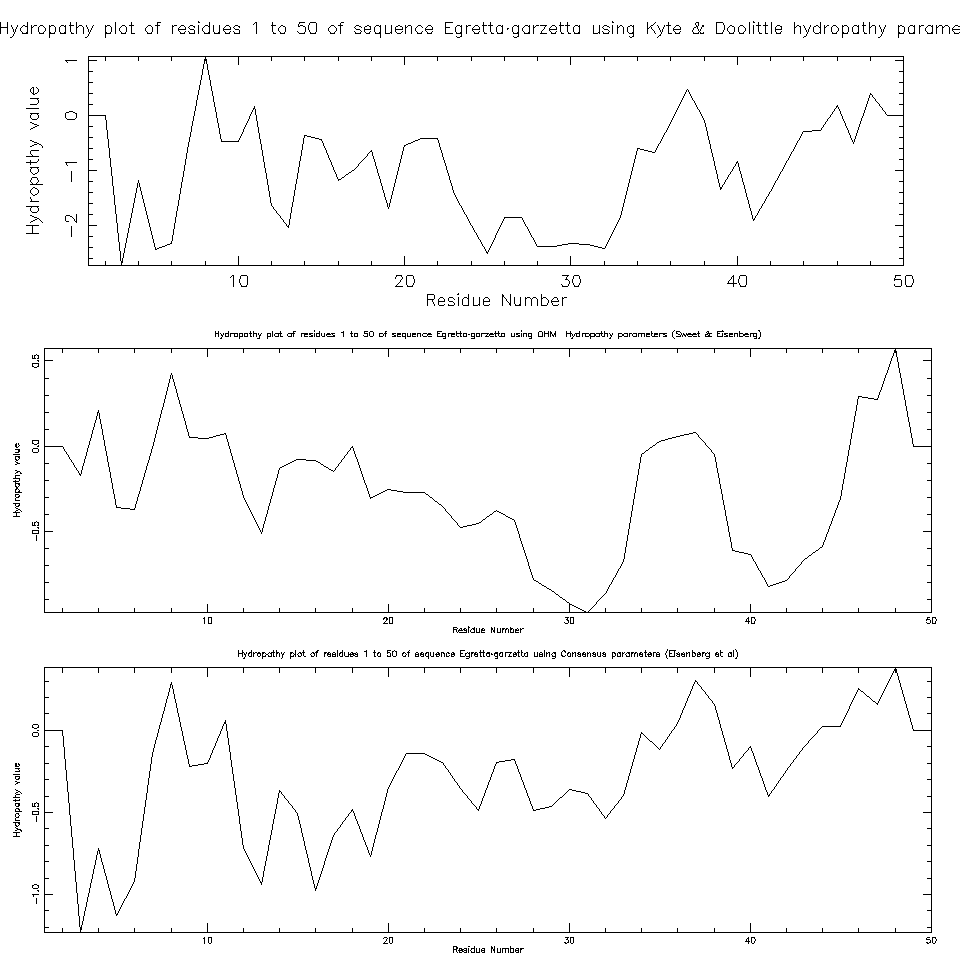 Hydropathy plot of residues 1 to 50 of sequence Egretta-garzetta using Kyte & Doolittle hydropathy parame
1
0
−1
−2
Hydropathy value
10 20 30 40 50
Residue Number
Hydropathy plot of residues 1 to 50 of sequence Egretta-garzetta using OHM Hydropathy parameters (Sweet & Eisenberg)
0.5
0.0
−0.5
Hydropathy value
10 20 30 40 50
Residue Number
Hydropathy plot of residues 1 to 50 of sequence Egretta-garzetta using Consensus parameters (Eisenberg et al)
0.0
−0.5
−1.0
Hydropathy value
10 20 30 40 50
Residue Number